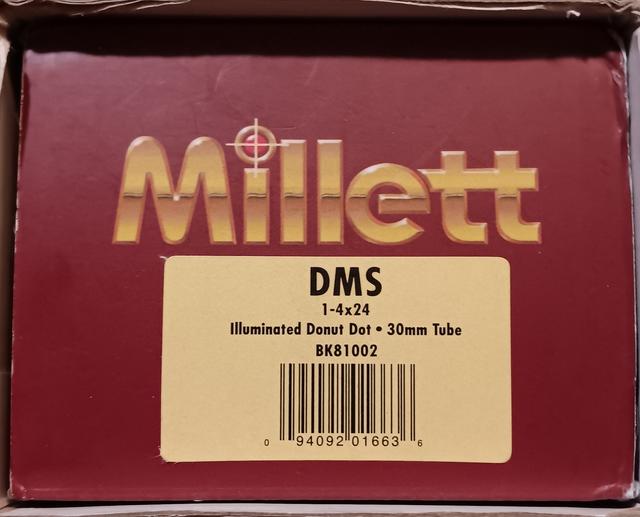 Millett
DMS
1-4x24
Illuminated Donut Dot • 30mm Tube
BK81002
0 94092 01663 6